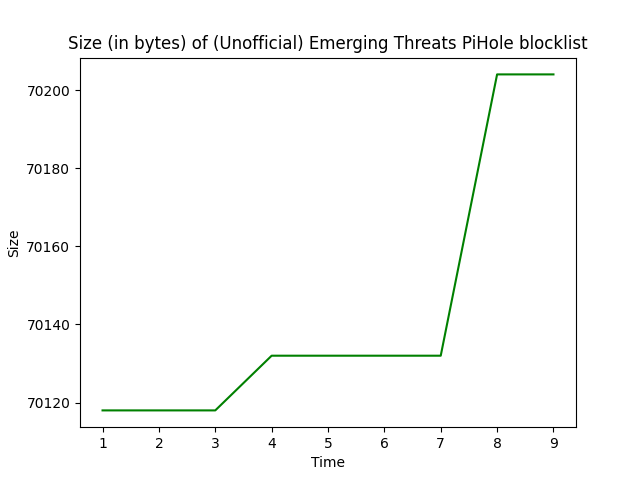 Size (in bytes) of (Unofficial) Emerging Threats PiHole blocklist
70200
70180
70160
70140
70120
Size
1 2 3 4 5 6 7 8 9
Time